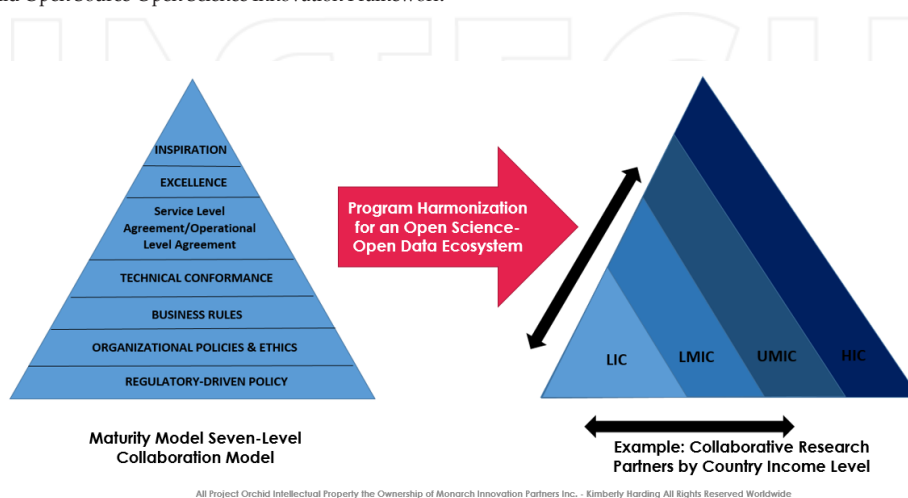 INSPIRATION
EXCELLENCE
Service Level
Agreement/Operational
Level Agreement
TECHNICAL CONFORMANCE
BUSINESS RULES
ORGANIZATIONAL POLICIES & ETHICS
REGULATORY-DRIVEN POLICY
Maturity Model Seven-Level
Collaboration Model
Program Harmonization
for an Open Science-
Open Data Ecosystem
LIC
LMIC
UMIC
HIC
Example: Collaborative Research
Partners by Country Income Level
All Project Orchid Intellectual Property the Ownership of Monarch Innovation Partners Inc. - Kimberly Harding All Rights Reserved Worldwide